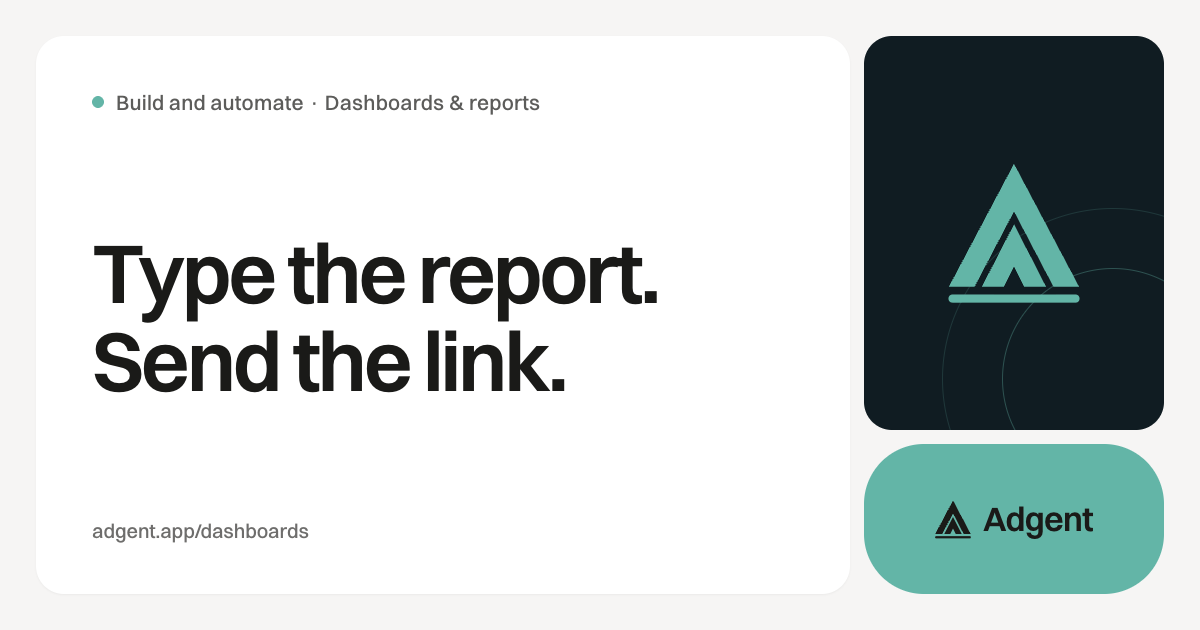 Build and automate · Dashboards & reports
Type the report.
Send the link.
adgent.app/dashboards
Adgent